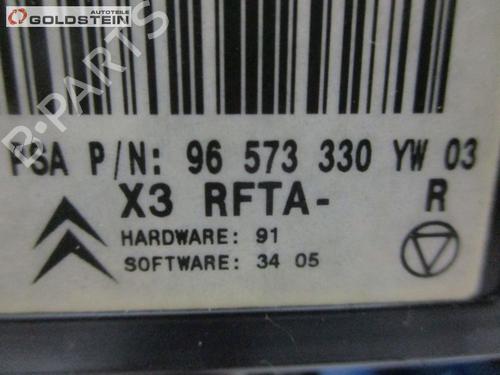 AUTOTEILE
GOLDSTEIN
B-PARTS
PSA P/N: 96 573 330 YW 03
X3 RFTA- R
HARDWARE: 91
SOFTWARE: 34 05